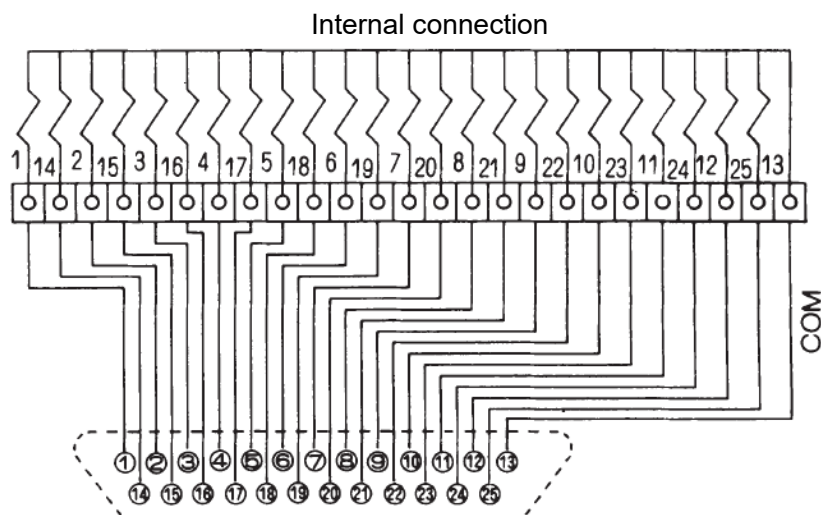 Internal connection
1 14 2 15 3 16 4 17 5 18 6 19 7 20 8 21 9 22 10 23 11 24 12 25 13
COM
① ② ③ ④ ⑤ ⑥ ⑦ ⑧ ⑨ ⑩ ⑪ ⑫ ⑬
⑭ ⑮ ⑯ ⑰ ⑱ ⑲ ⑳ ㉑ ㉒ ㉓ ㉔ ㉕